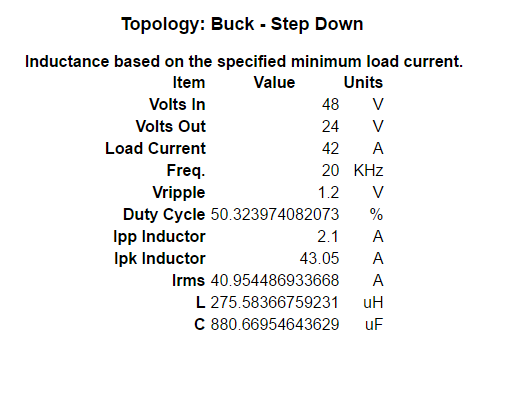 Topology: Buck - Step Down
Inductance based on the specified minimum load current.
Item Value Units
Volts In 48 V
Volts Out 24 V
Load Current 42 A
Freq. 20 KHz
Vripple 1.2 V
Duty Cycle 50.323974082073 %
Ipp Inductor 2.1 A
Ipk Inductor 43.05 A
Irms 40.954486933668 A
L 275.58366759231 uH
C 880.66954643629 uF